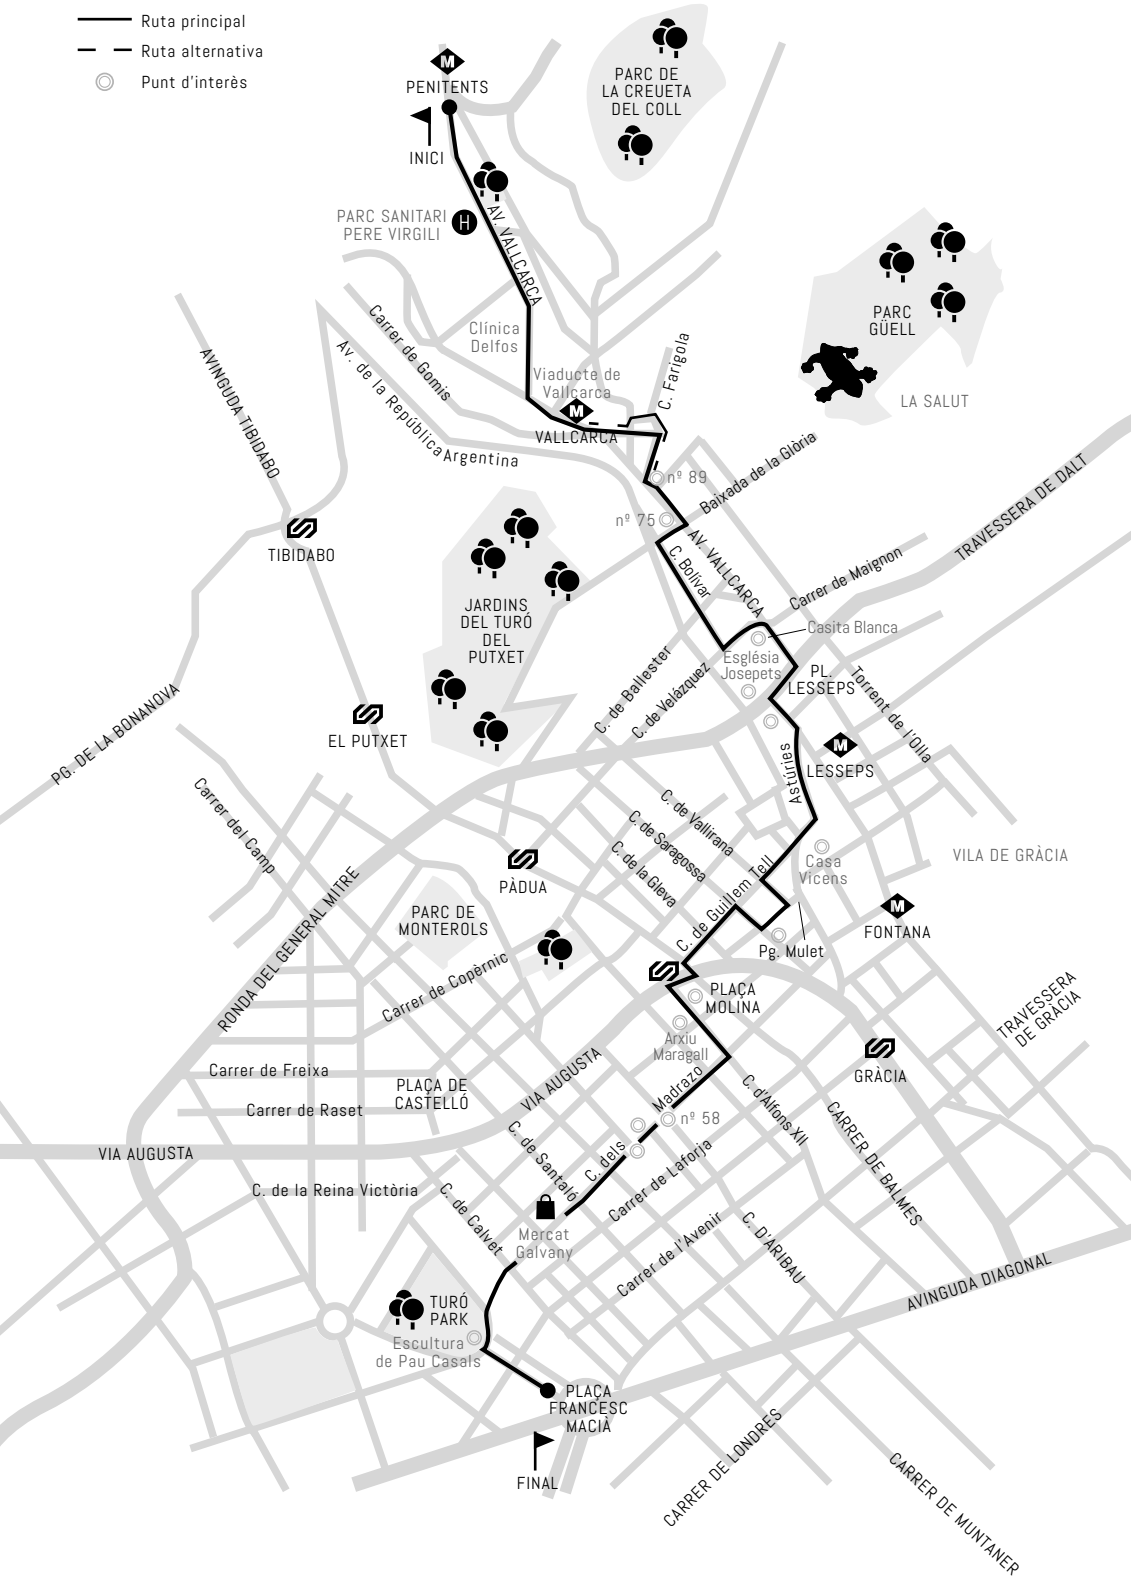 Ruta principal
Ruta alternativa
Punt d'interès
M
PENITENTS
INICI
PARC DE
LA CREUETA
DEL COLL
PARC SANITARI
PERE VIRGILI
H
AV. VALLCARCA
PARC
GÜELL
LA SALUT
Clínica
Delfos
Carrer de Gomis
Av. de la República Argentina
AVINGUDA TIBIDABO
Viaducte de
Vallcarca
M
VALLCARCA
C. Farigola
nº 89
nº 75
Baixada de la Glòria
TRAVESSERA DE DALT
TIBIDABO
AV. VALLCARCA
C. Bolívar
Carrer de Maignon
JARDINS
DEL TURÓ
DEL
PUTXET
Casita Blanca
Església
Josepets
PL.
LESSEPS
C. de Ballester
C. de Velázquez
Torrent de l'Olla
PG. DE LA BONANOVA
EL PUTXET
M
LESSEPS
Astúries
Carrer del Camp
C. de Vallirana
C. de Saragossa
C. de la Gleva
PÀDUA
Casa
Vicens
VILA DE GRÀCIA
C. de Guillem Tell
PARC DE
MONTEROLS
M
FONTANA
Pg. Mulet
RONDA DEL GENERAL MITRE
Carrer de Copèrnic
PLAÇA
MOLINA
TRAVESSERA
DE GRÀCIA
Arxiu
Maragall
GRÀCIA
Carrer de Freixa
PLAÇA DE
CASTELLÓ
VIA AUGUSTA
Carrer de Raset
C. dels Madrazo
nº 58
C. d'Alfons XII
CARRER DE BALMES
VIA AUGUSTA
C. de Santaló
Carrer de Laforja
C. de la Reina Victòria
C. de Calvet
Mercat
Galvany
Carrer de l'Avenir
C. D'ARIBAU
AVINGUDA DIAGONAL
TURÓ
PARK
Escultura
de Pau Casals
PLAÇA
FRANCESC
MACIÀ
FINAL
CARRER DE LONDRES
CARRER DE MUNTANER